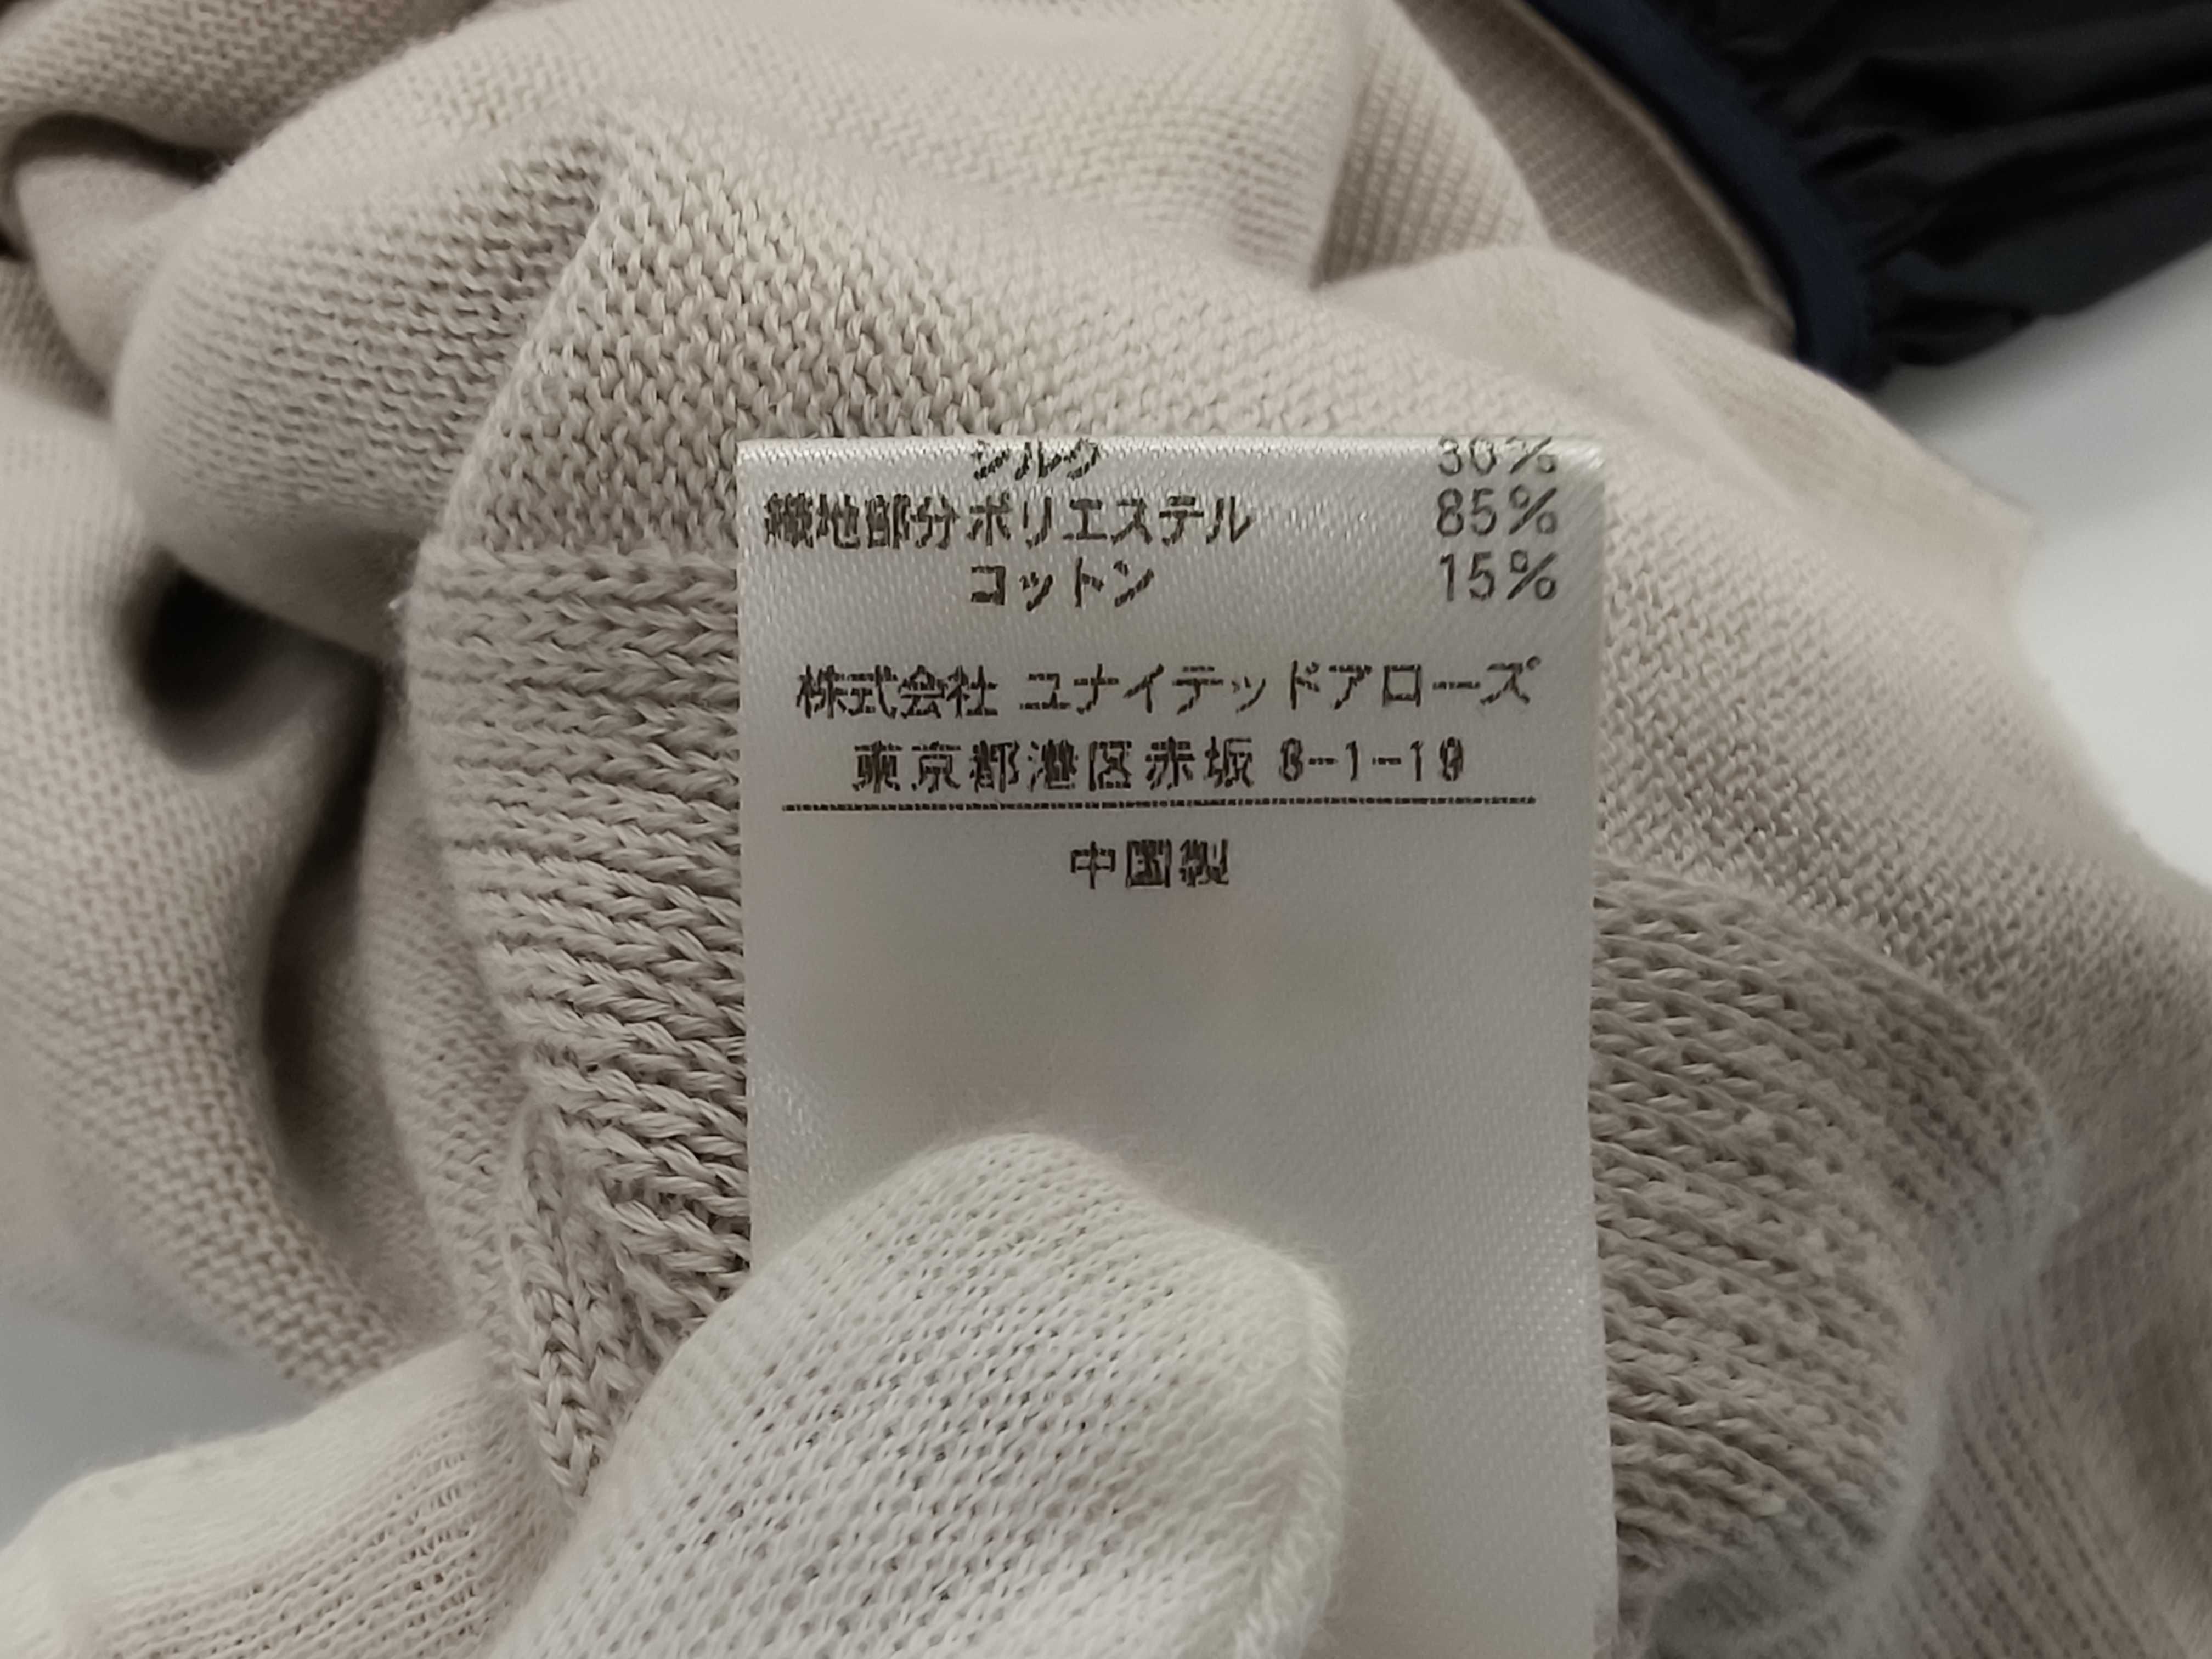 シルク 30%
織地部分 ポリエステル 85%
コットン 15%
株式会社 ユナイテッドアローズ
東京都港区赤坂 8-1-19
中国製